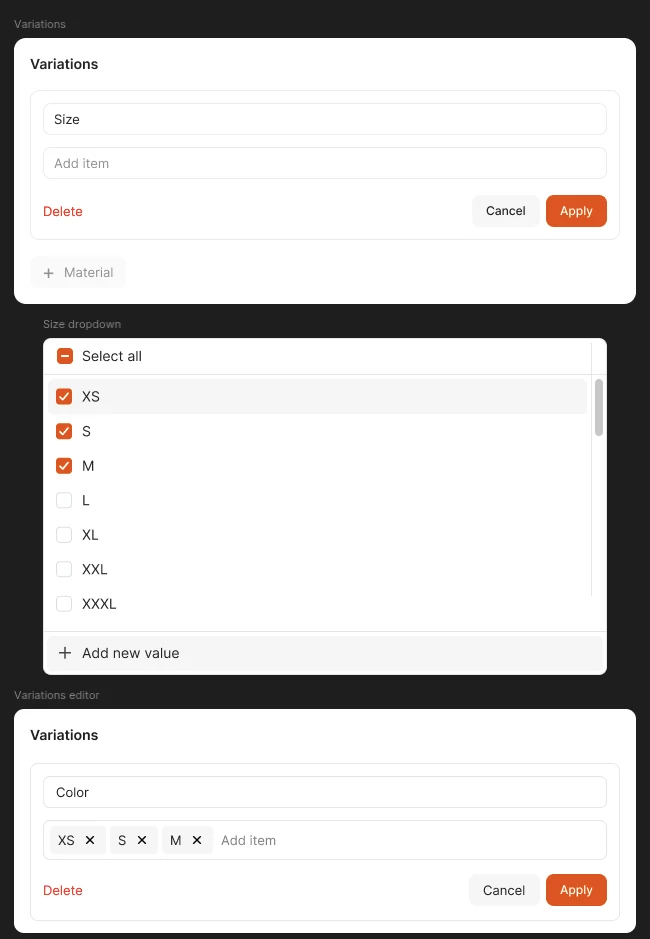 Variations
Variations
Size
Add item
Delete Cancel Apply
+ Material
Size dropdown
Select all
XS
S
M
L
XL
XXL
XXXL
+ Add new value
Variations editor
Variations
Color
XS × S × M × Add item
Delete Cancel Apply